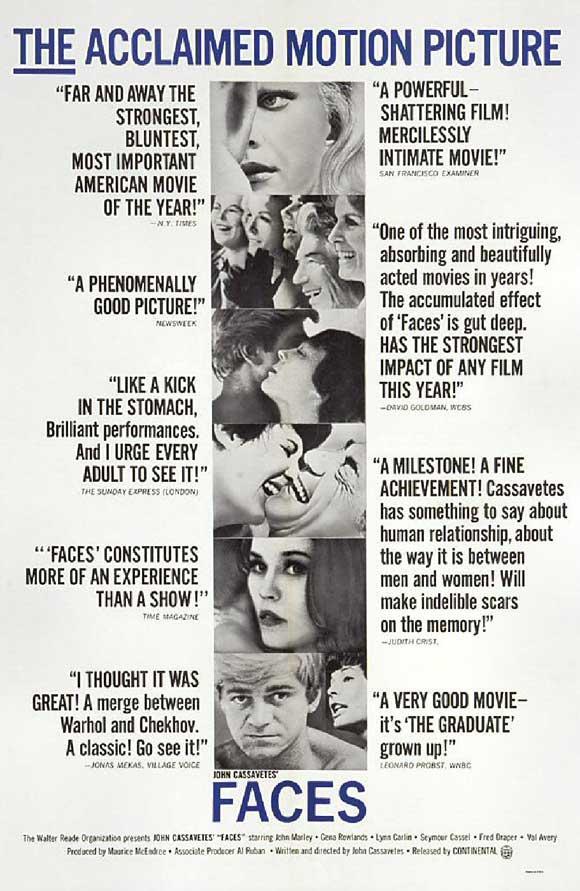 THE ACCLAIMED MOTION PICTURE
“FAR AND AWAY THE
STRONGEST,
BLUNTEST,
MOST IMPORTANT
AMERICAN MOVIE
OF THE YEAR!”
—N.Y. TIMES
“A PHENOMENALLY
GOOD PICTURE!”
NEWSWEEK
“LIKE A KICK
IN THE STOMACH,
Brilliant performances.
And I URGE EVERY
ADULT TO SEE IT!”
THE SUNDAY EXPRESS (LONDON)
“‘FACES’ CONSTITUTES
MORE OF AN EXPERIENCE
THAN A SHOW!”
TIME MAGAZINE
“I THOUGHT IT WAS
GREAT! A merge between
Warhol and Chekhov.
A classic! Go see it!”
—JONAS MEKAS, VILLAGE VOICE
“A POWERFUL—
SHATTERING FILM!
MERCILESSLY
INTIMATE MOVIE!”
SAN FRANCISCO EXAMINER
“One of the most intriguing,
absorbing and beautifully
acted movies in years!
The accumulated effect
of ‘Faces’ is gut deep.
HAS THE STRONGEST
IMPACT OF ANY FILM
THIS YEAR!”
—DAVID GOLDMAN, WCBS
“A MILESTONE! A FINE
ACHIEVEMENT! Cassavetes
has something to say about
human relationship, about
the way it is between
men and women! Will
make indelible scars
on the memory!”
—JUDITH CRIST,
“A VERY GOOD MOVIE—
it’s ‘THE GRADUATE’
grown up!”
LEONARD PROBST, WNBC
JOHN CASSAVETES’
FACES
The Walter Reade Organization presents JOHN CASSAVETES’ “FACES” starring John Marley • Gena Rowlands • Lynn Carlin • Seymour Cassel • Fred Draper • Val Avery
Produced by Maurice McEndree • Associate Producer Al Ruban • Written and directed by John Cassavetes • Released by CONTINENTAL